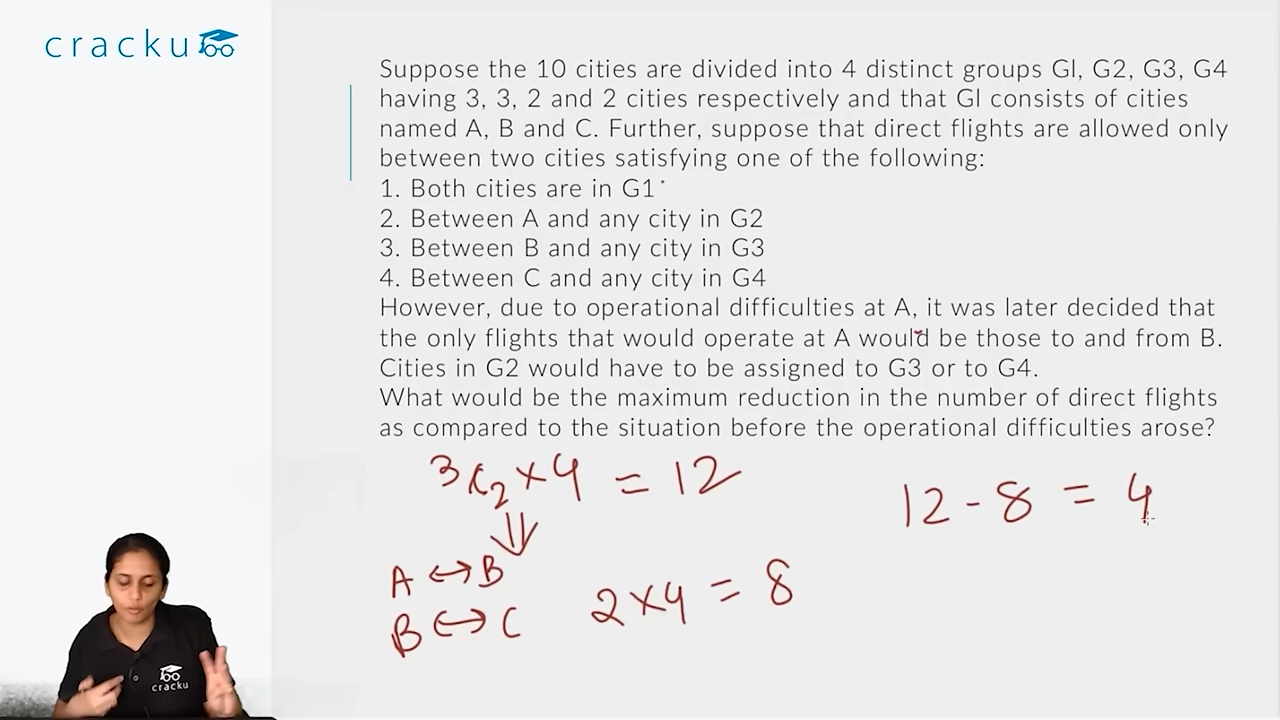 cracku
Suppose the 10 cities are divided into 4 distinct groups Gl, G2, G3, G4
having 3, 3, 2 and 2 cities respectively and that Gl consists of cities
named A, B and C. Further, suppose that direct flights are allowed only
between two cities satisfying one of the following:
1. Both cities are in G1
2. Between A and any city in G2
3. Between B and any city in G3
4. Between C and any city in G4
However, due to operational difficulties at A, it was later decided that
the only flights that would operate at A would be those to and from B.
Cities in G2 would have to be assigned to G3 or to G4.
What would be the maximum reduction in the number of direct flights
as compared to the situation before the operational difficulties arose?
³C₂ × 4 = 12
12 - 8 = 4
A ↔ B
B ↔ C
2 × 4 = 8
cracku